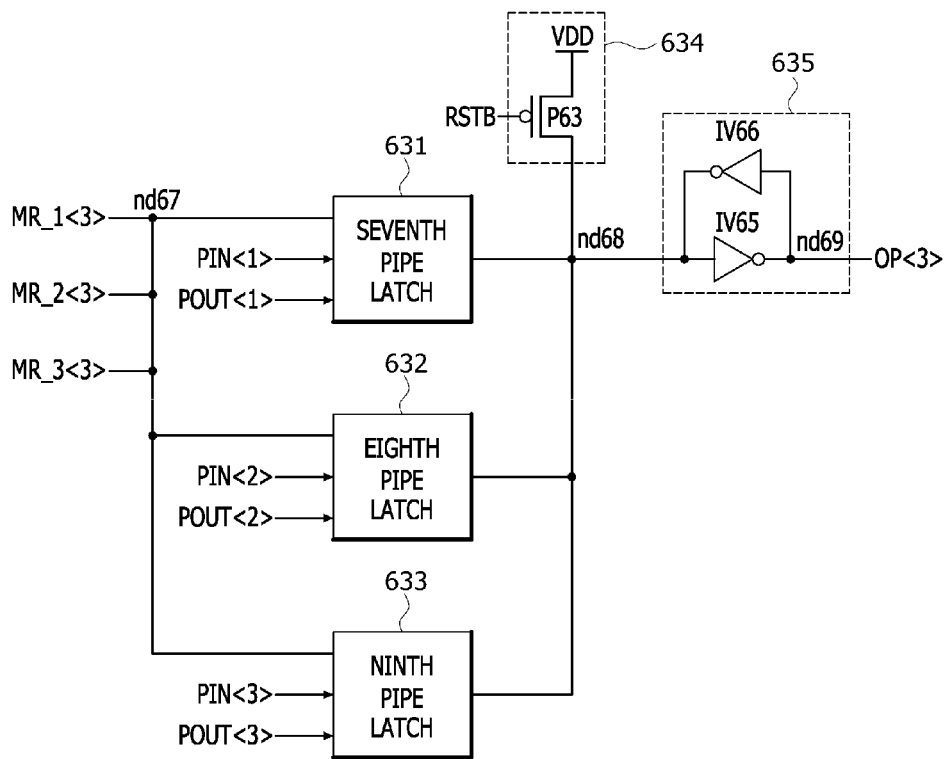 VDD
634
RSTB
P63
635
IV66
631
nd67
MR_1<3>
SEVENTH
PIPE
LATCH
PIN<1>
POUT<1>
nd68
IV65
nd69
OP<3>
MR_2<3>
MR_3<3>
632
EIGHTH
PIPE
LATCH
PIN<2>
POUT<2>
633
NINTH
PIPE
LATCH
PIN<3>
POUT<3>